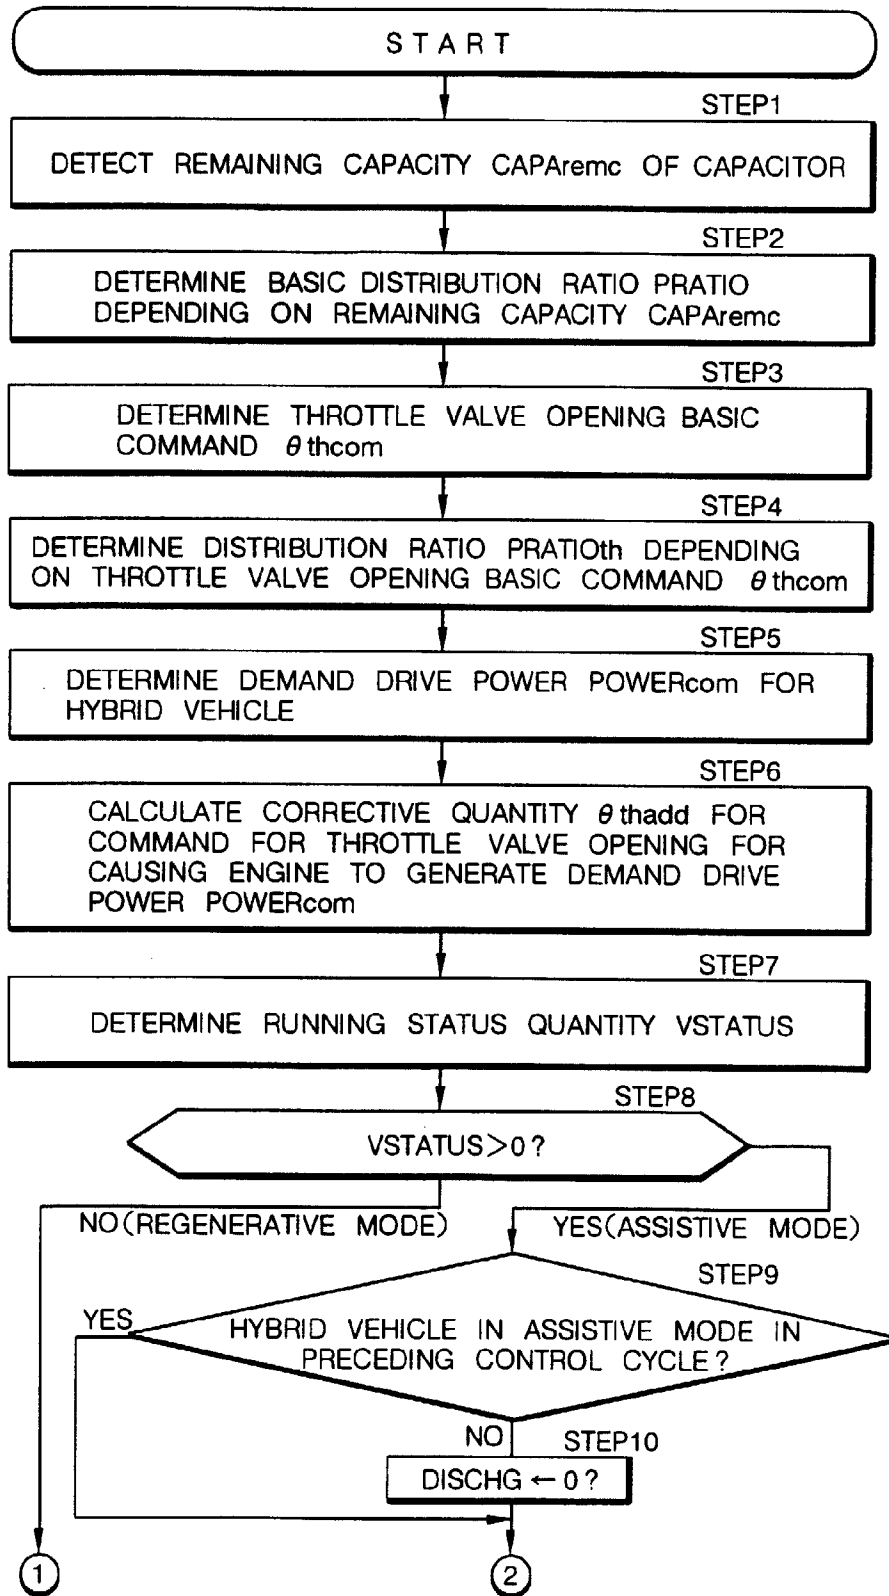 START
STEP1
DETECT REMAINING CAPACITY CAPAremc OF CAPACITOR
STEP2
DETERMINE BASIC DISTRIBUTION RATIO PRATIO
DEPENDING ON REMAINING CAPACITY CAPAremc
STEP3
DETERMINE THROTTLE VALVE OPENING BASIC
COMMAND θthcom
STEP4
DETERMINE DISTRIBUTION RATIO PRATIOth DEPENDING
ON THROTTLE VALVE OPENING BASIC COMMAND θthcom
STEP5
DETERMINE DEMAND DRIVE POWER POWERcom FOR
HYBRID VEHICLE
STEP6
CALCULATE CORRECTIVE QUANTITY θthadd FOR
COMMAND FOR THROTTLE VALVE OPENING FOR
CAUSING ENGINE TO GENERATE DEMAND DRIVE
POWER POWERcom
STEP7
DETERMINE RUNNING STATUS QUANTITY VSTATUS
STEP8
VSTATUS>0?
NO(REGENERATIVE MODE)
YES(ASSISTIVE MODE)
STEP9
YES
HYBRID VEHICLE IN ASSISTIVE MODE IN
PRECEDING CONTROL CYCLE?
NO
STEP10
DISCHG ← 0?
1
2